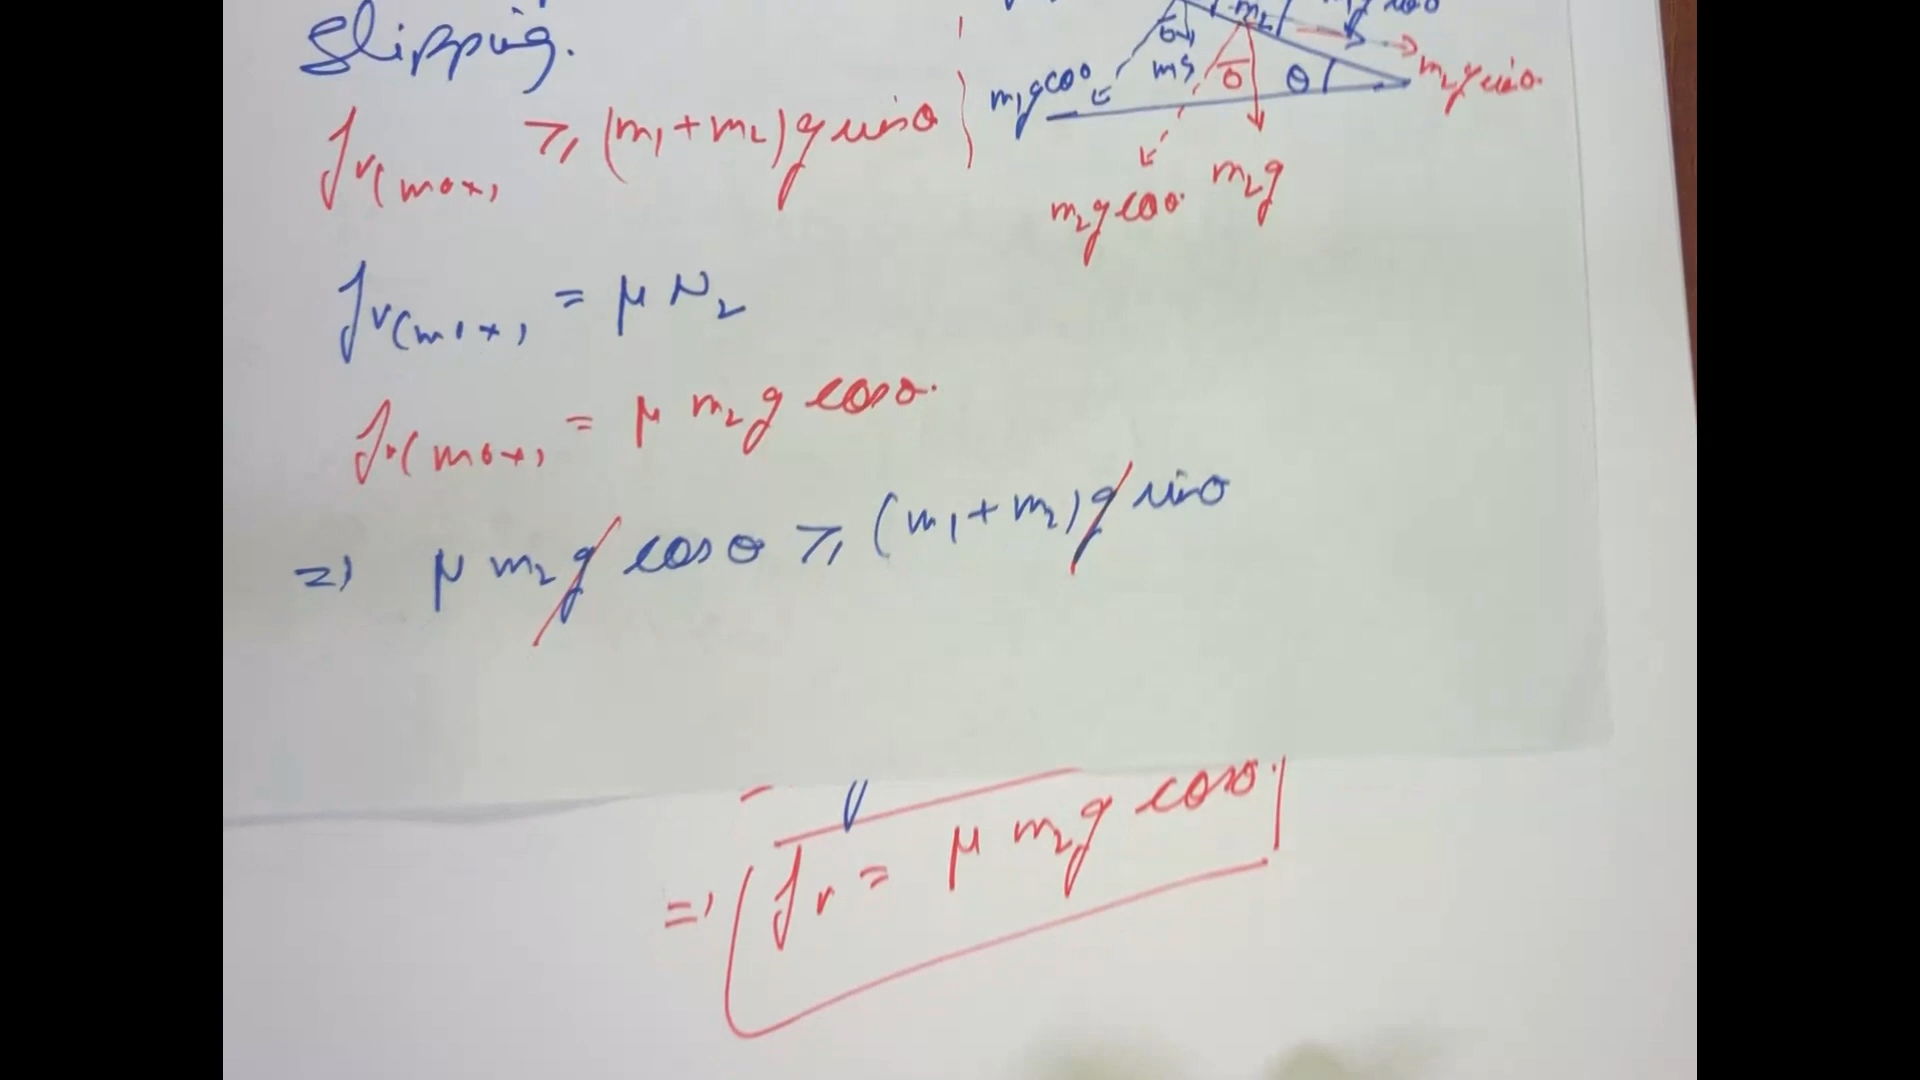 Slipping.
fr(max) ⩾ (m₁+m₂)g sinθ
fr(max) = μ N₂
fr(max) = μ m₂g cosθ.
=) μ m₂g cosθ ⩾ (m₁+m₂)g sinθ
=) fr = μ m₂g cosθ.
m₂
m₁g cosθ
θ
θ
θ
m₂g sinθ.
m₂g cosθ.
m₂g